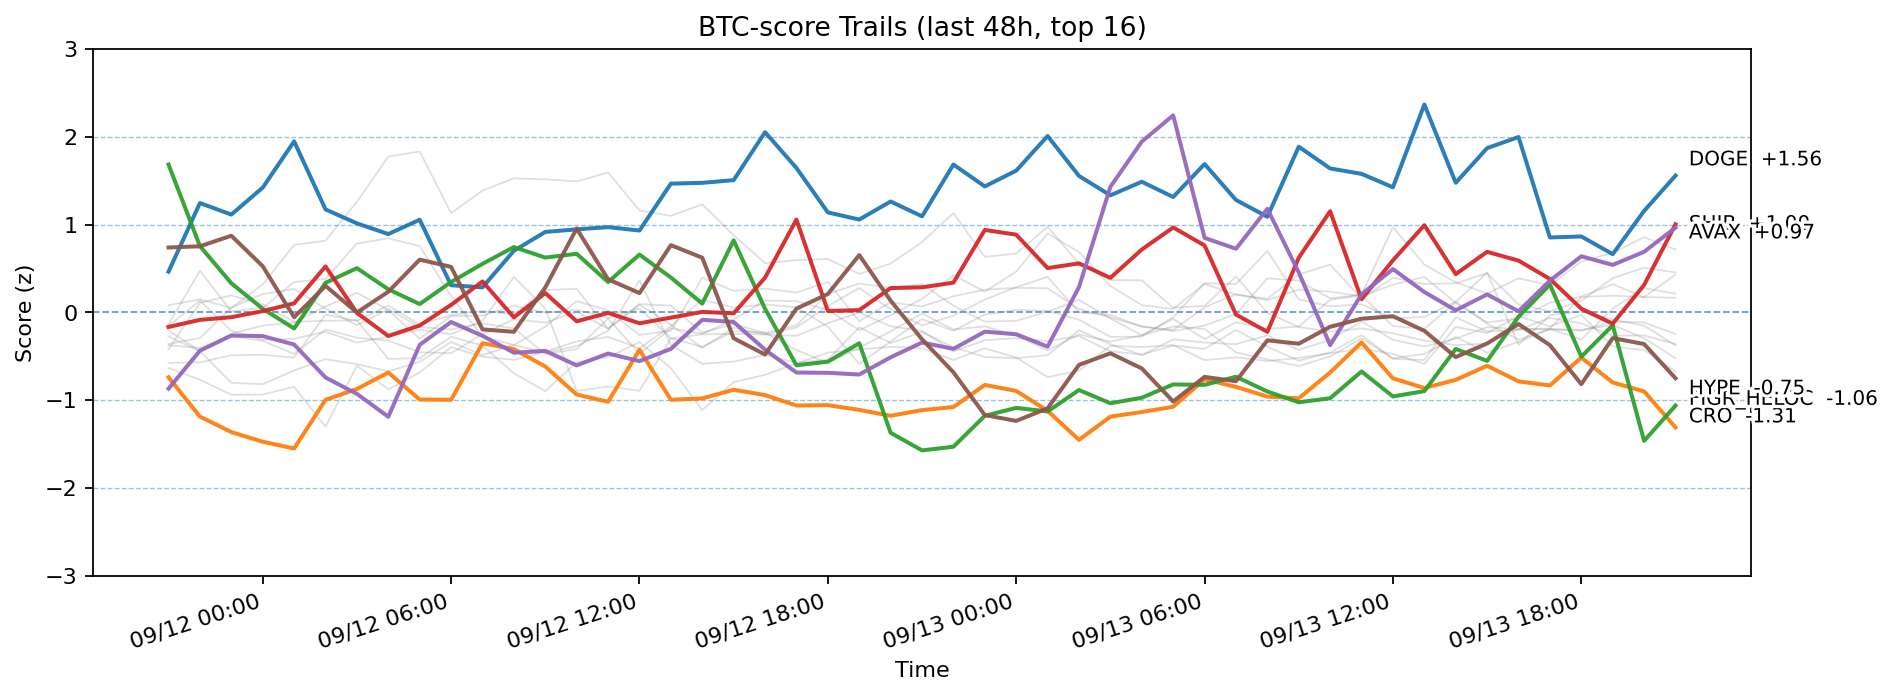 BTC-score Trails (last 48h, top 16)
Score (z)
3
2
1
0
−1
−2
−3
DOGE +1.56
AVAX +0.97
HYPE -0.75
-1.06
CRO -1.31
09/12 00:00
09/12 06:00
09/12 12:00
09/12 18:00
09/13 00:00
09/13 06:00
09/13 12:00
09/13 18:00
Time